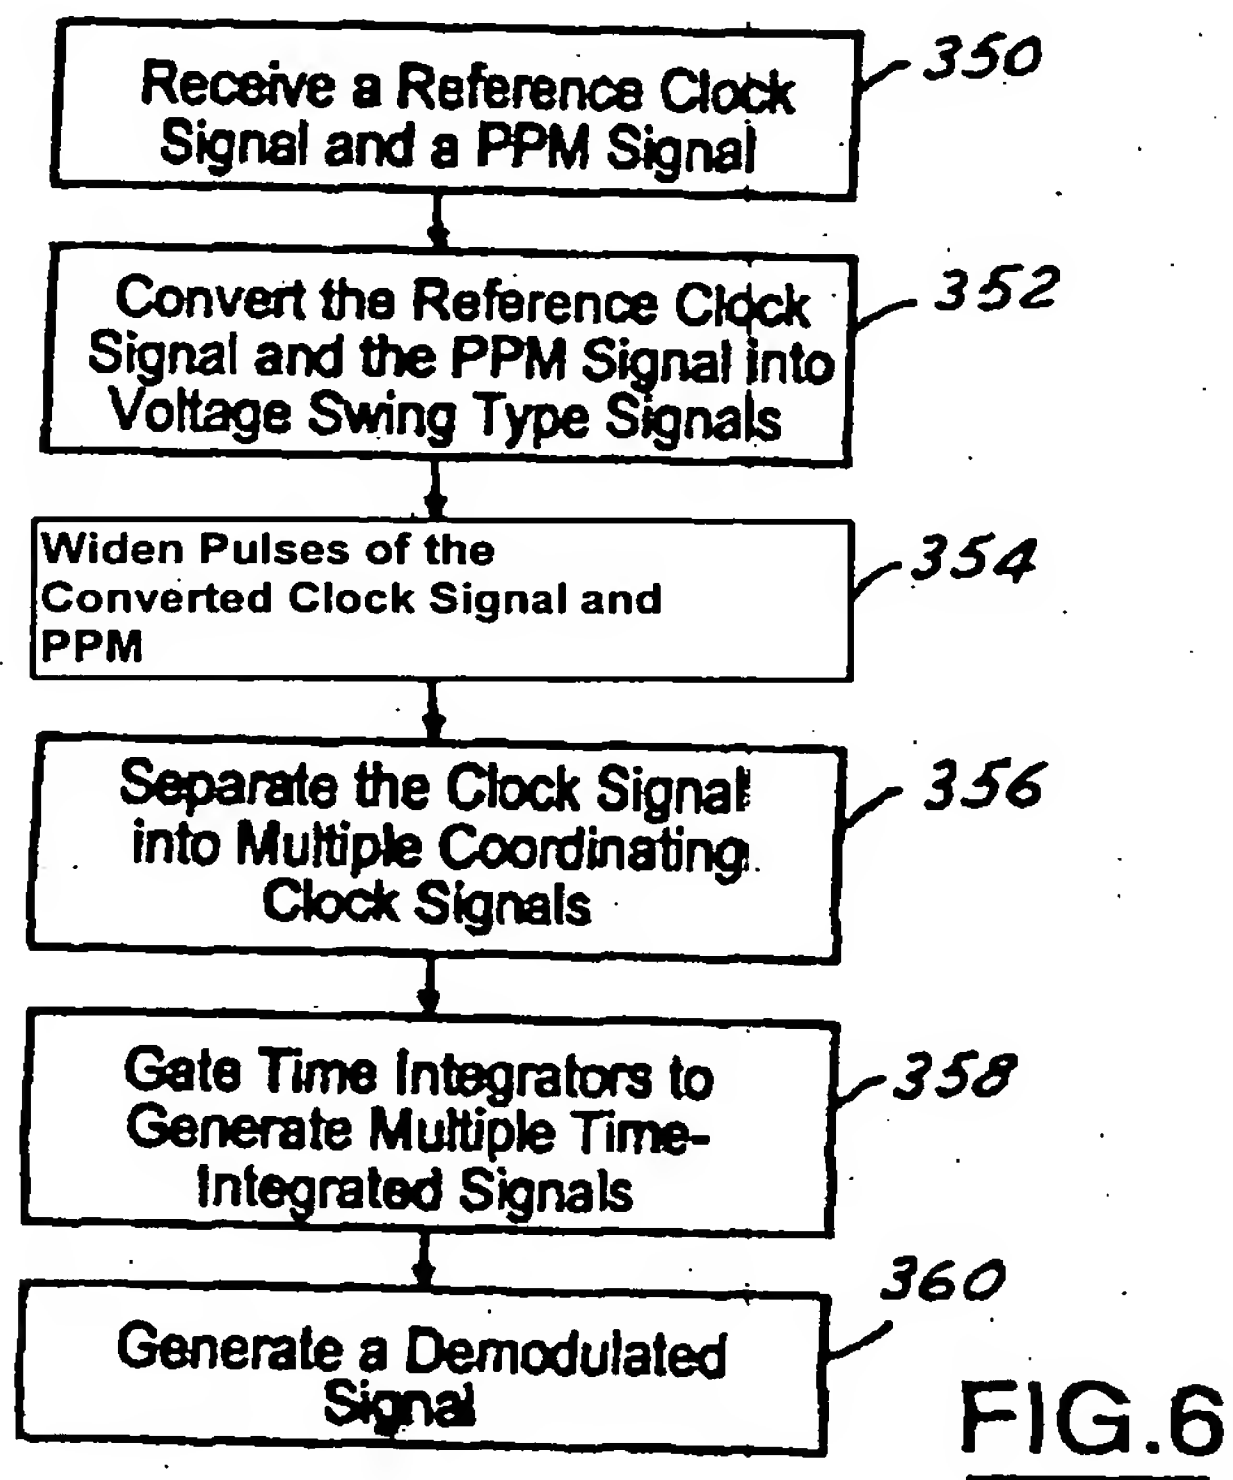 Receive a Reference Clock
Signal and a PPM Signal
350
Convert the Reference Clock
Signal and the PPM Signal into
Voltage Swing Type Signals
352
Widen Pulses of the
Converted Clock Signal and
PPM
354
Separate the Clock Signal
into Multiple Coordinating
Clock Signals
356
Gate Time Integrators to
Generate Multiple Time-
Integrated Signals
358
Generate a Demodulated
Signal
360
FIG.6